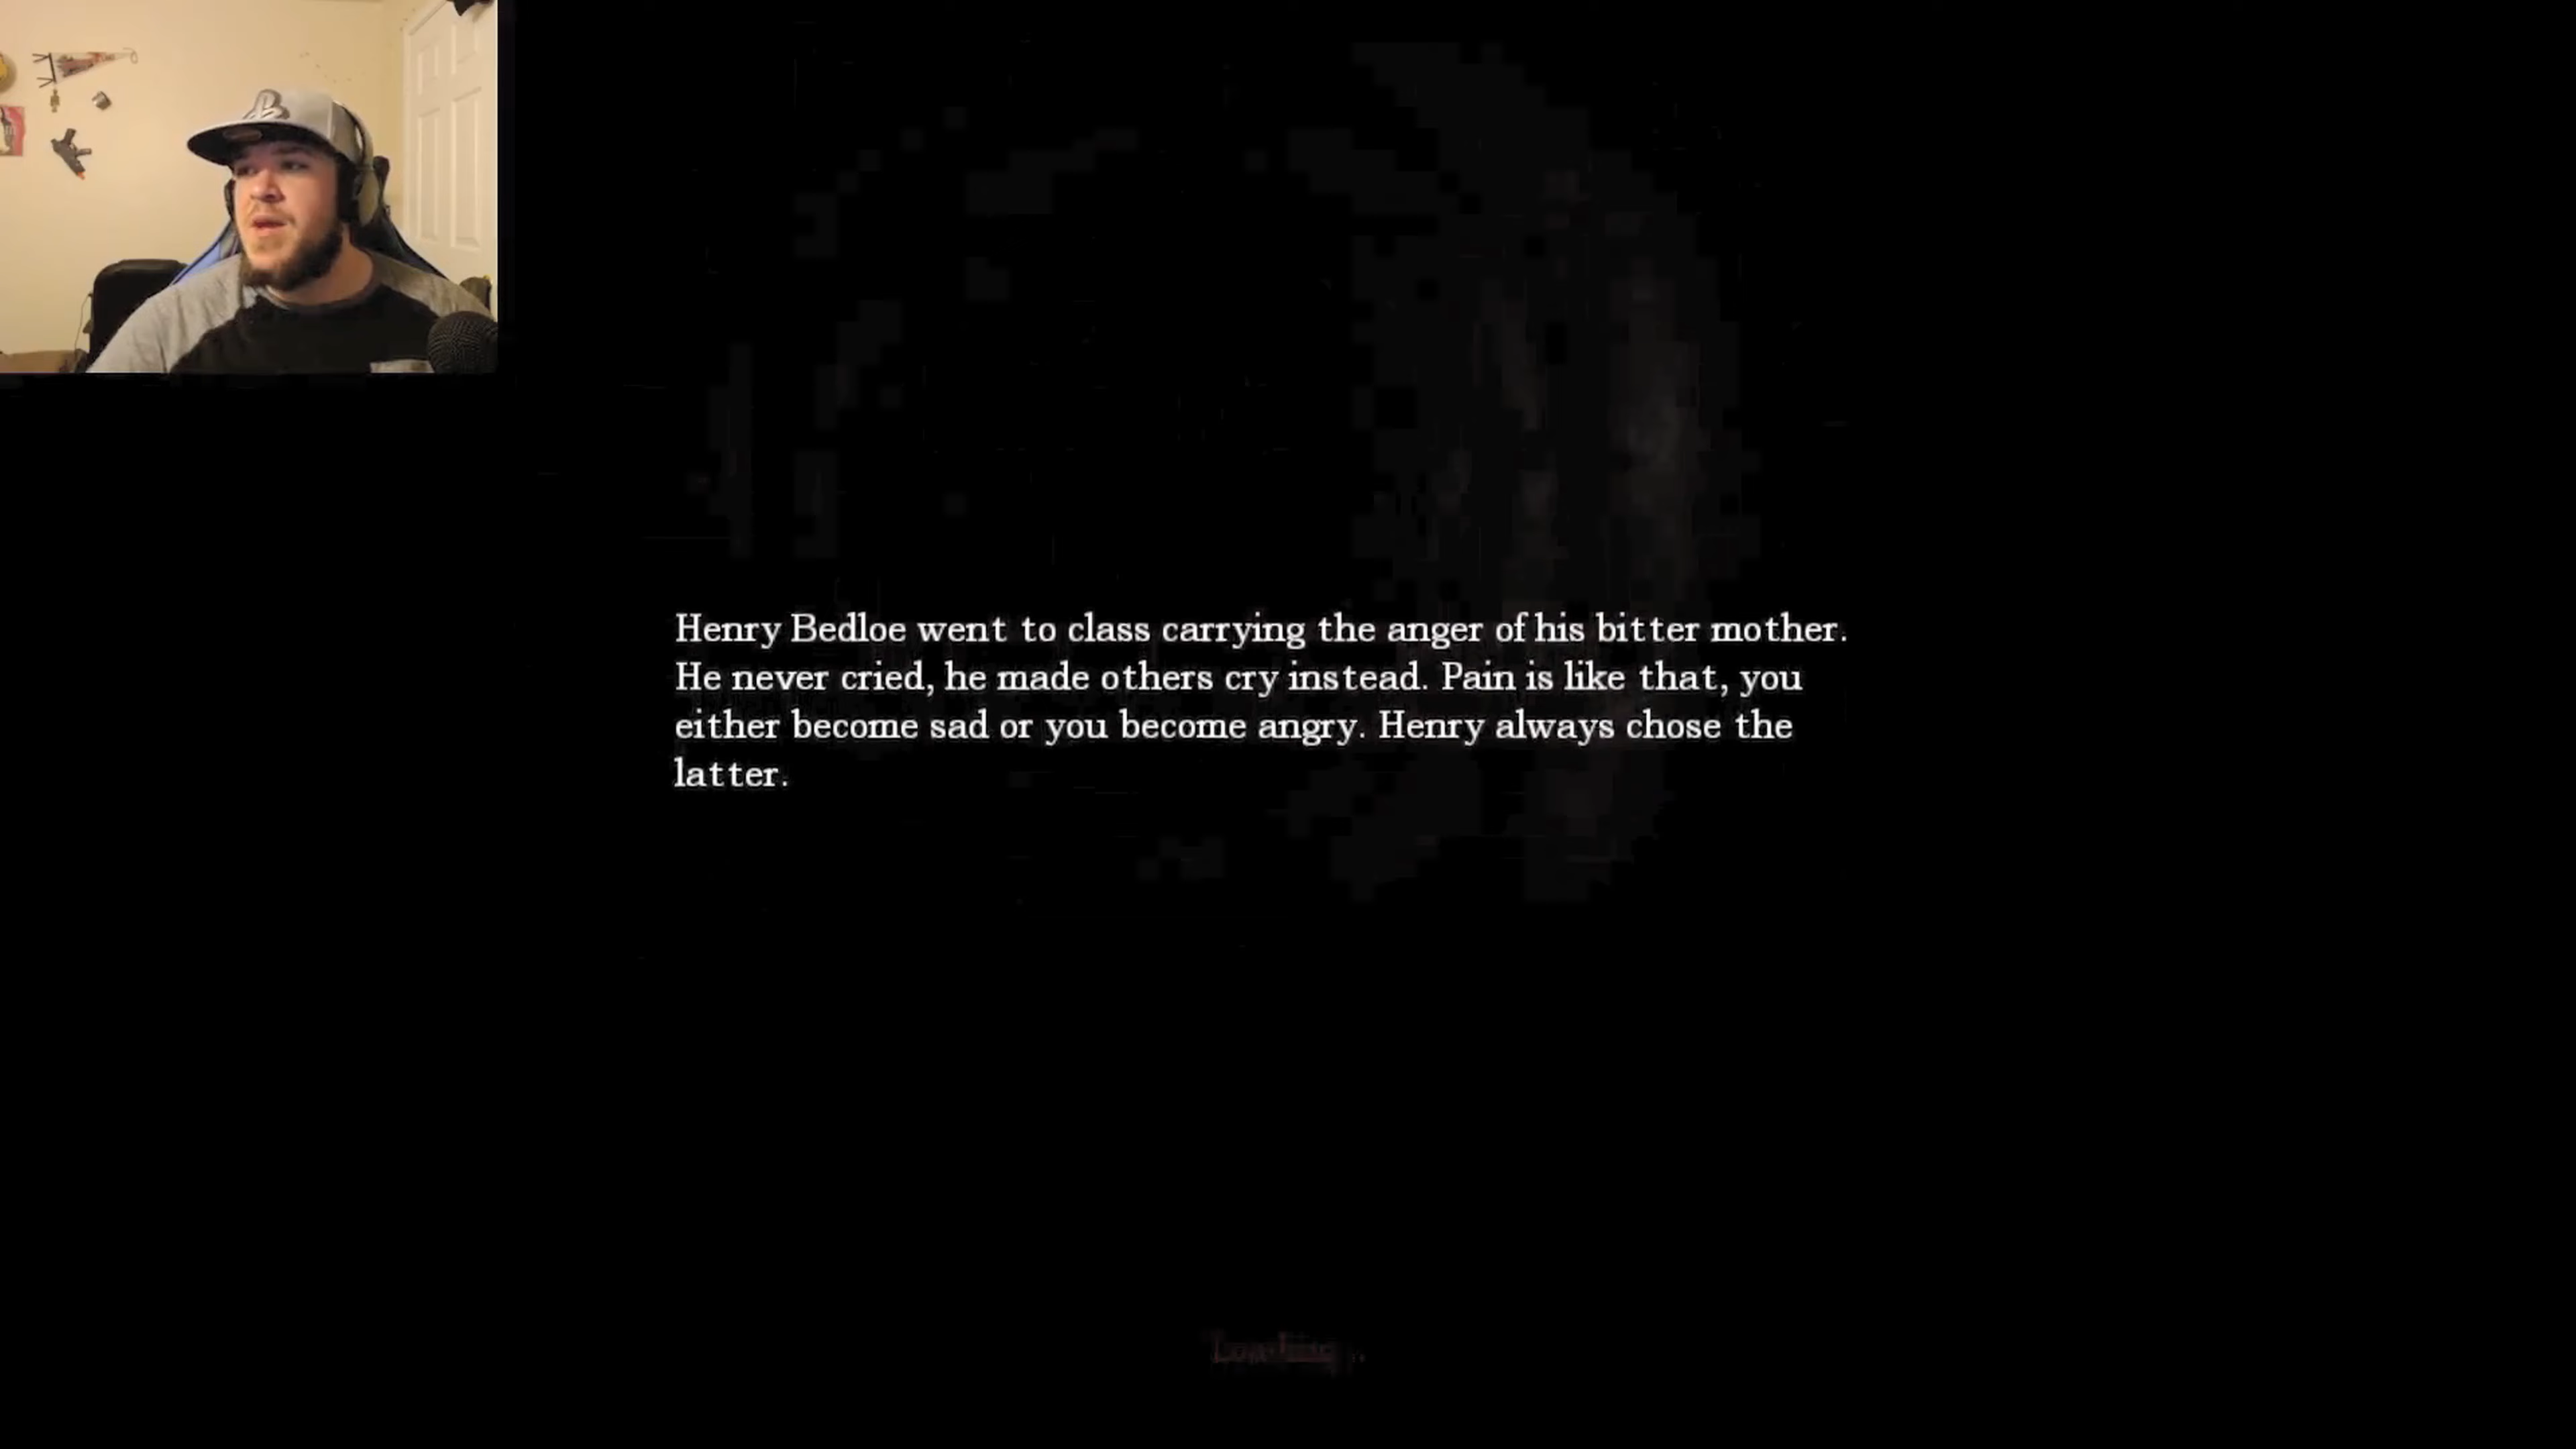 Henry Bedloe went to class carrying the anger of his bitter mother.
He never cried, he made others cry instead. Pain is like that, you
either become sad or you become angry. Henry always chose the
latter.